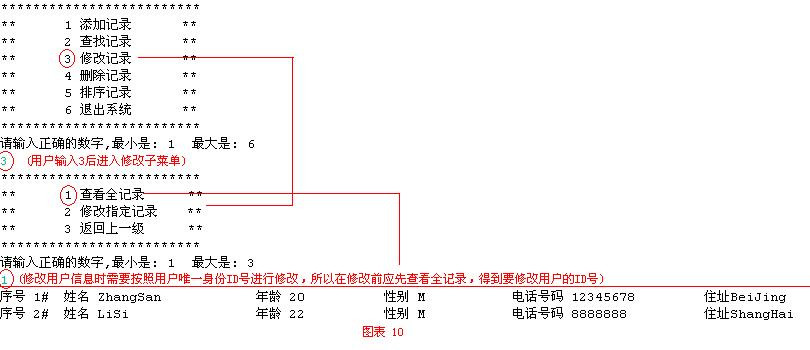 *************************
** 1 添加记录 **
** 2 查找记录 **
** 3 修改记录 **
** 4 删除记录 **
** 5 排序记录 **
** 6 退出系统 **
*************************
请输入正确的数字,最小是: 1 最大是: 6
3 (用户输入3后进入修改子菜单)
*************************
** 1 查看全记录 **
** 2 修改指定记录 **
** 3 返回上一级 **
*************************
请输入正确的数字,最小是: 1 最大是: 3
1 (修改用户信息时需要按照用户唯一身份ID号进行修改，所以在修改前应先查看全记录，得到要修改用户的ID号)
序号 1# 姓名 ZhangSan 年龄 20 性别 M 电话号码 12345678 住址BeiJing
序号 2# 姓名 LiSi 年龄 22 性别 M 电话号码 8888888 住址ShangHai
图表 10